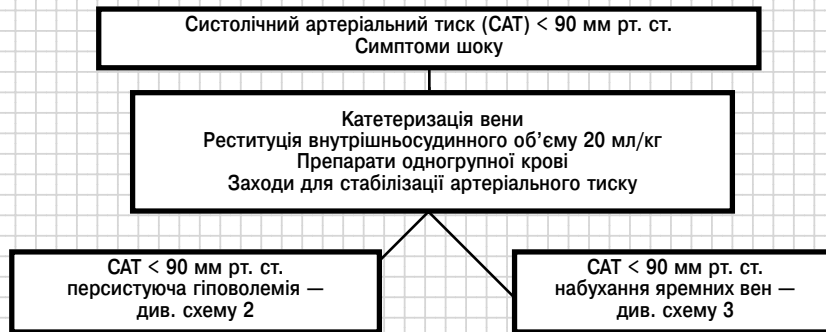 Систолічний артеріальний тиск (САТ) < 90 мм рт. ст.
Симптоми шоку
Катетеризація вени
Реституція внутрішньосудинного об’єму 20 мл/кг
Препарати одногрупної крові
Заходи для стабілізації артеріального тиску
САТ < 90 мм рт. ст.
персистуюча гіповолемія —
див. схему 2
САТ < 90 мм рт. ст.
набухання яремних вен —
див. схему 3